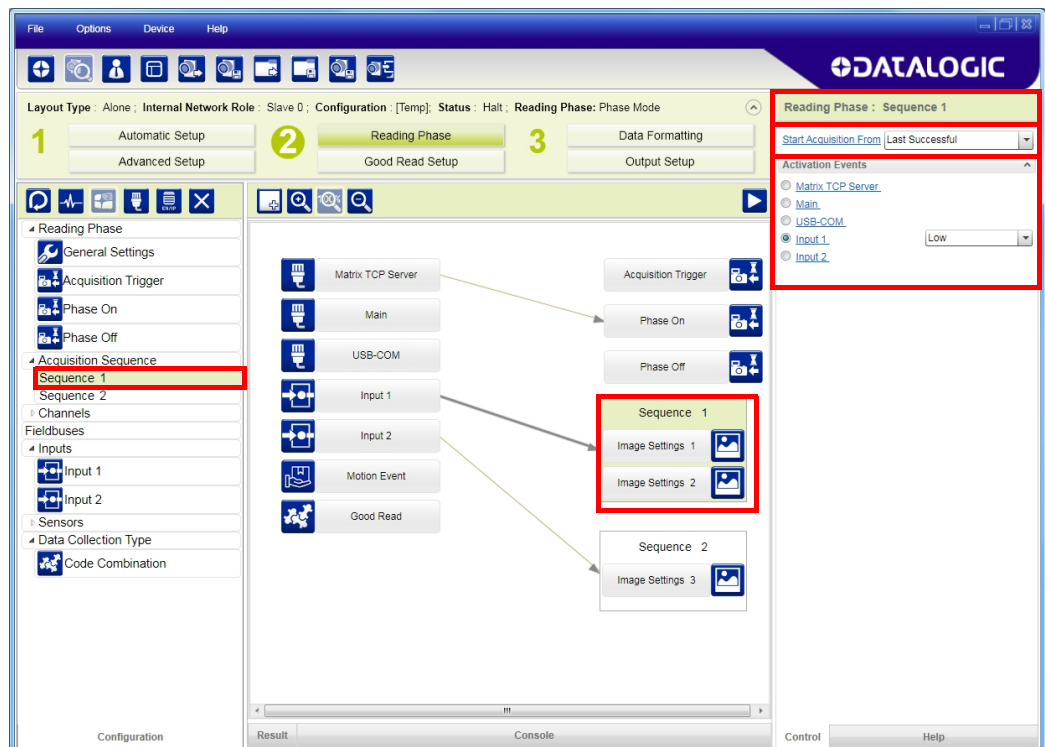 File Options Device Help
DATALOGIC
Layout Type : Alone ; Internal Network Role : Slave 0 ; Configuration : [Temp]; Status : Halt ; Reading Phase: Phase Mode
1 Automatic Setup 2 Reading Phase 3 Data Formatting
Advanced Setup Good Read Setup Output Setup
Reading Phase
General Settings
Acquisition Trigger
Phase On
Phase Off
Acquisition Sequence
Sequence 1
Sequence 2
Channels
Fieldbuses
Inputs
Input 1
Input 2
Sensors
Data Collection Type
Code Combination
Configuration
Matrix TCP Server
Main
USB-COM
Input 1
Input 2
Motion Event
Good Read
Acquisition Trigger
Phase On
Phase Off
Sequence 1
Image Settings 1
Image Settings 2
Sequence 2
Image Settings 3
Result Console
Reading Phase : Sequence 1
Start Acquisition From Last Successful
Activation Events
Matrix TCP Server
Main
USB-COM
Input 1 Low
Input 2
Control Help